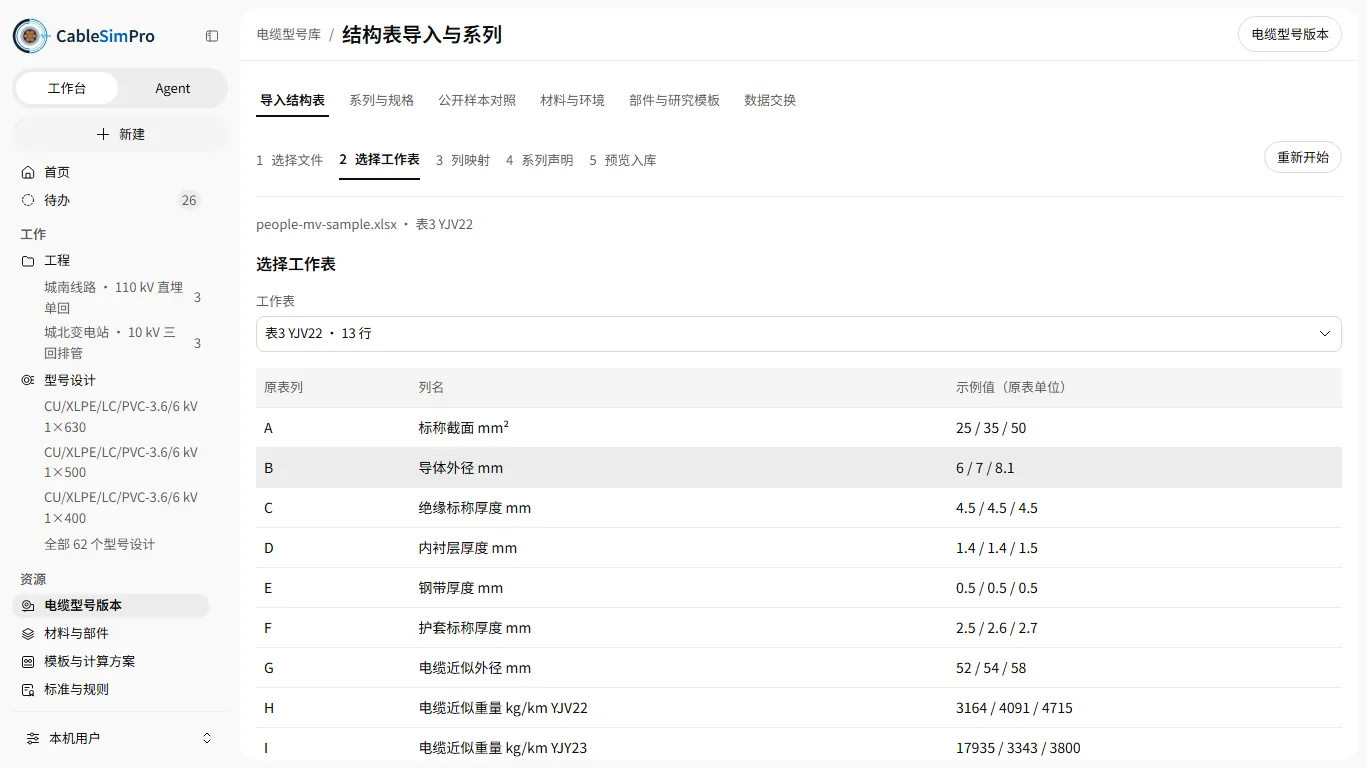 CableSimPro
工作台
Agent
新建
首页
待办
26
工作
工程
城南线路 · 110 kV 直埋
单回
3
城北变电站 · 10 kV 三
回排管
3
型号设计
CU/XLPE/LC/PVC-3.6/6 kV
1×630
CU/XLPE/LC/PVC-3.6/6 kV
1×500
CU/XLPE/LC/PVC-3.6/6 kV
1×400
全部 62 个型号设计
资源
电缆型号版本
材料与部件
模板与计算方案
标准与规则
本机用户
电缆型号库 / 结构表导入与系列
电缆型号版本
导入结构表 系列与规格 公开样本对照 材料与环境 部件与研究模板 数据交换
1 选择文件 2 选择工作表 3 列映射 4 系列声明 5 预览入库
重新开始
people-mv-sample.xlsx · 表3 YJV22
选择工作表
工作表
表3 YJV22 · 13 行
原表列 列名 示例值（原表单位）
A 标称截面 mm² 25 / 35 / 50
B 导体外径 mm 6 / 7 / 8.1
C 绝缘标称厚度 mm 4.5 / 4.5 / 4.5
D 内衬层厚度 mm 1.4 / 1.4 / 1.5
E 钢带厚度 mm 0.5 / 0.5 / 0.5
F 护套标称厚度 mm 2.5 / 2.6 / 2.7
G 电缆近似外径 mm 52 / 54 / 58
H 电缆近似重量 kg/km YJV22 3164 / 4091 / 4715
I 电缆近似重量 kg/km YJY23 17935 / 3343 / 3800